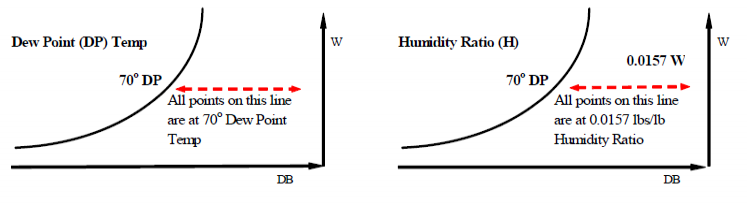 Dew Point (DP) Temp
W
70° DP
All points on this line
are at 70° Dew Point
Temp
DB
Humidity Ratio (H)
W
0.0157 W
70° DP
All points on this line
are at 0.0157 lbs/lb
Humidity Ratio
DB